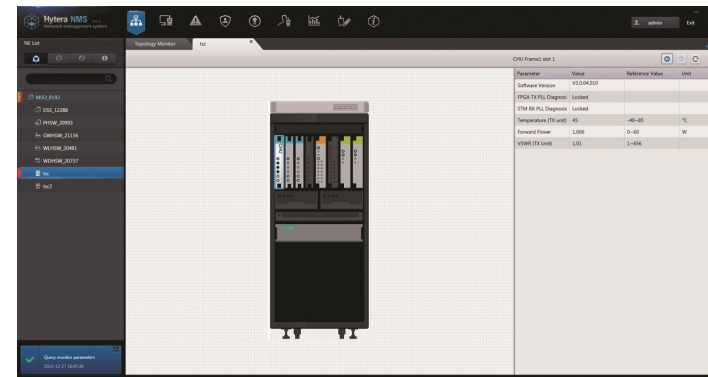 Hytera NMS
Network management system
admin
Exit
NE List
Topology Monitor
tsc
×
CHU Frame1 slot 1
Parameter Value Reference Value Unit
Software Version V3.0.04.010
FPGA TX PLL Diagnosi Locked
STM RX PLL Diagnosis Locked
Temperature (TX unit) 45 -40~85 °C
Forward Power 1.606 0~60 W
VSWR (TX Unit) 1.01 1~656
MSO_8192
DSS_12288
PHSW_20993
GWHSW_21136
WLHSW_20481
WDHSW_20737
tsc
tsc2
CHU
Query monitor parameters
2013-12-27 16:45:30